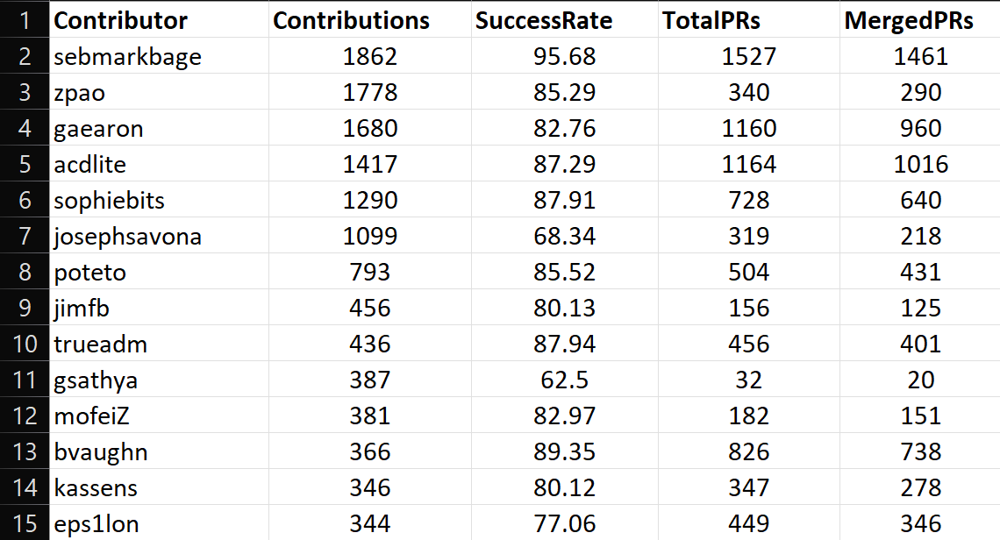 1 Contributor Contributions SuccessRate TotalPRs MergedPRs
2 sebmarkbage 1862 95.68 1527 1461
3 zpao 1778 85.29 340 290
4 gaearon 1680 82.76 1160 960
5 acdlite 1417 87.29 1164 1016
6 sophiebits 1290 87.91 728 640
7 josephsavona 1099 68.34 319 218
8 poteto 793 85.52 504 431
9 jimfb 456 80.13 156 125
10 trueadm 436 87.94 456 401
11 gsathya 387 62.5 32 20
12 mofeiZ 381 82.97 182 151
13 bvaughn 366 89.35 826 738
14 kassens 346 80.12 347 278
15 eps1lon 344 77.06 449 346